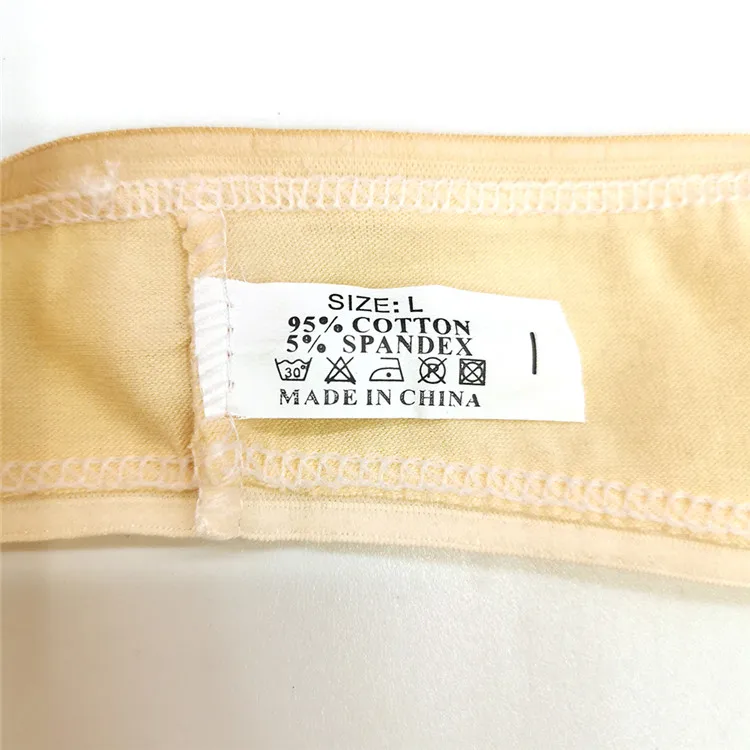 SIZE: L
95% COTTON
5% SPANDEX
30°
MADE IN CHINA